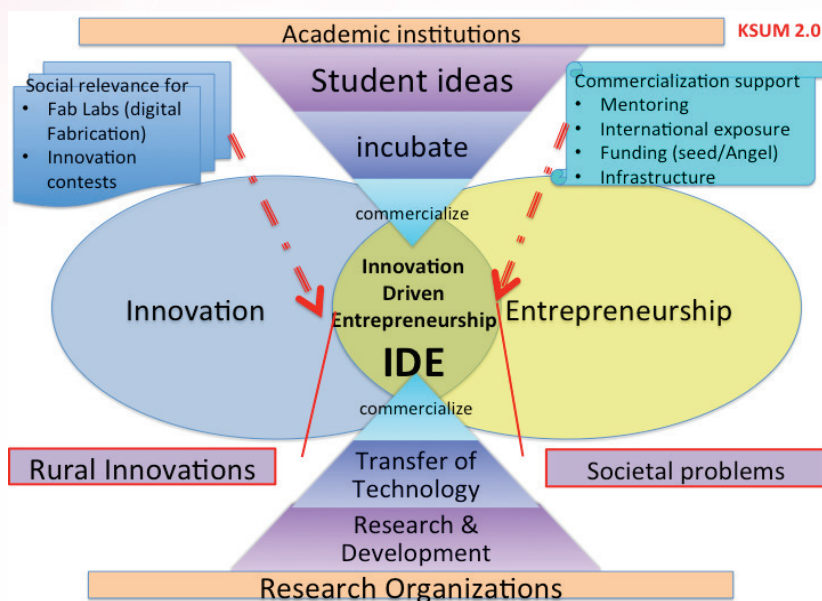 Academic institutions
KSUM 2.0
Student ideas
Social relevance for
• Fab Labs (digital
Fabrication)
• Innovation
contests
Commercialization support
• Mentoring
• International exposure
• Funding (seed/Angel)
• Infrastructure
incubate
commercialize
Innovation
Innovation
Driven
Entrepreneurship
IDE
Entrepreneurship
commercialize
Rural Innovations
Transfer of
Technology
Societal problems
Research &
Development
Research Organizations